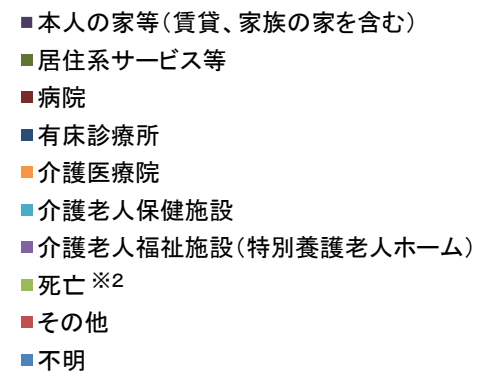 本人の家等（賃貸、家族の家を含む）
居住系サービス等
病院
有床診療所
介護医療院
介護老人保健施設
介護老人福祉施設（特別養護老人ホーム）
死亡 ※2
その他
不明